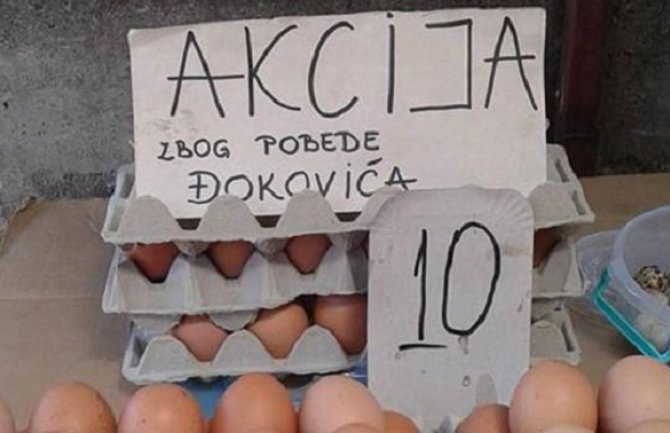 AKCIJA
ZBOG POBEDE
ĐOKOVIĆA
10